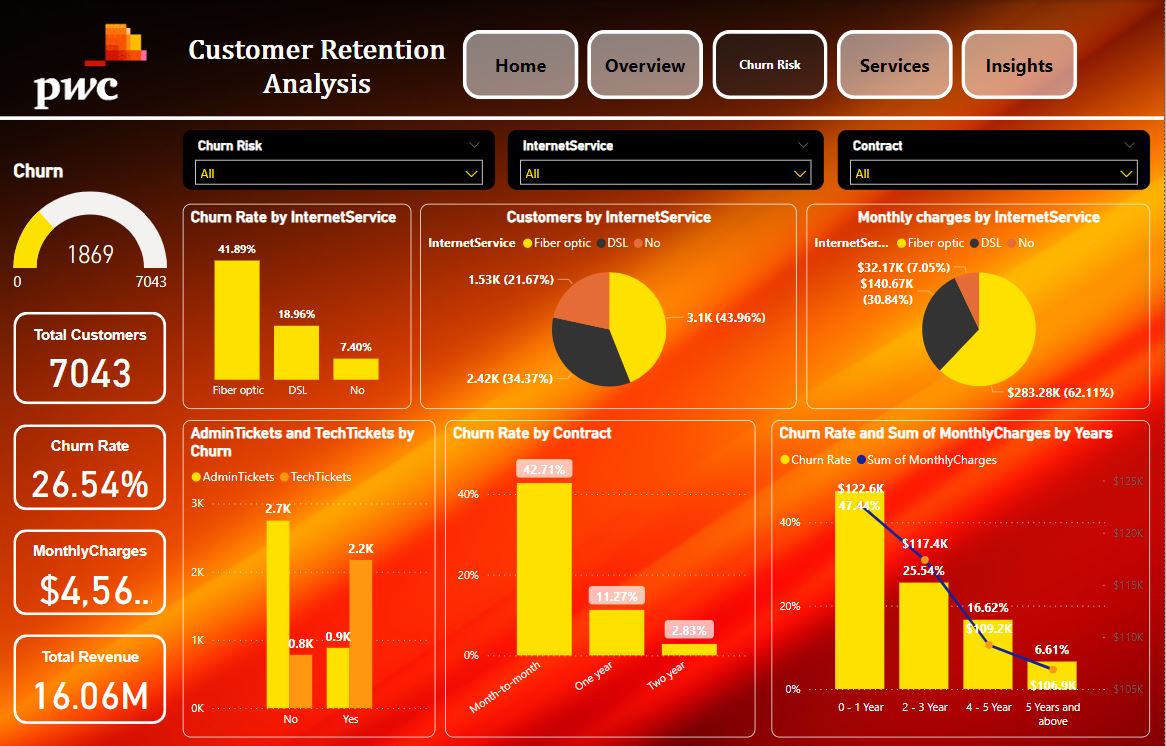 pwc
Customer Retention
Analysis
Home
Overview
Churn Risk
Services
Insights
Churn
1869
0
7043
Total Customers
7043
Churn Rate
26.54%
MonthlyCharges
$4,56...
Total Revenue
16.06M
Churn Risk
All
InternetService
All
Contract
All
Churn Rate by InternetService
41.89%
18.96%
7.40%
Fiber optic
DSL
No
Customers by InternetService
InternetService Fiber optic DSL No
1.53K (21.67%)
3.1K (43.96%)
2.42K (34.37%)
Monthly charges by InternetService
InternetSer... Fiber optic DSL No
$32.17K (7.05%)
$140.67K
(30.84%)
$283.28K (62.11%)
AdminTickets and TechTickets by
Churn
AdminTickets TechTickets
3K
2K
1K
0K
2.7K
0.8K
0.9K
2.2K
No
Yes
Churn Rate by Contract
40%
20%
0%
42.71%
11.27%
2.83%
Month-to-month
One year
Two year
Churn Rate and Sum of MonthlyCharges by Years
Churn Rate Sum of MonthlyCharges
40%
20%
0%
$122.6K
47.44%
$117.4K
25.54%
16.62%
$109.2K
6.61%
$106.9K
$125K
$120K
$115K
$110K
$105K
0 - 1 Year
2 - 3 Year
4 - 5 Year
5 Years and
above